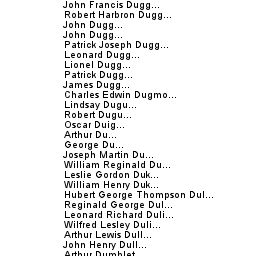 John Francis Dugg...
Robert Harbron Dugg...
John Dugg...
John Dugg...
Patrick Joseph Dugg...
Leonard Dugg...
Lionel Dugg...
Patrick Dugg...
James Dugg...
Charles Edwin Dugmo...
Lindsay Dugu...
Robert Dugu...
Oscar Duig...
Arthur Du...
George Du...
Joseph Martin Du...
William Reginald Du...
Leslie Gordon Duk...
William Henry Duk...
Hubert George Thompson Dul...
Reginald George Dul...
Leonard Richard Duli...
Wilfred Lesley Duli...
Arthur Lewis Dull...
John Henry Dull...
Arthur Dumblet